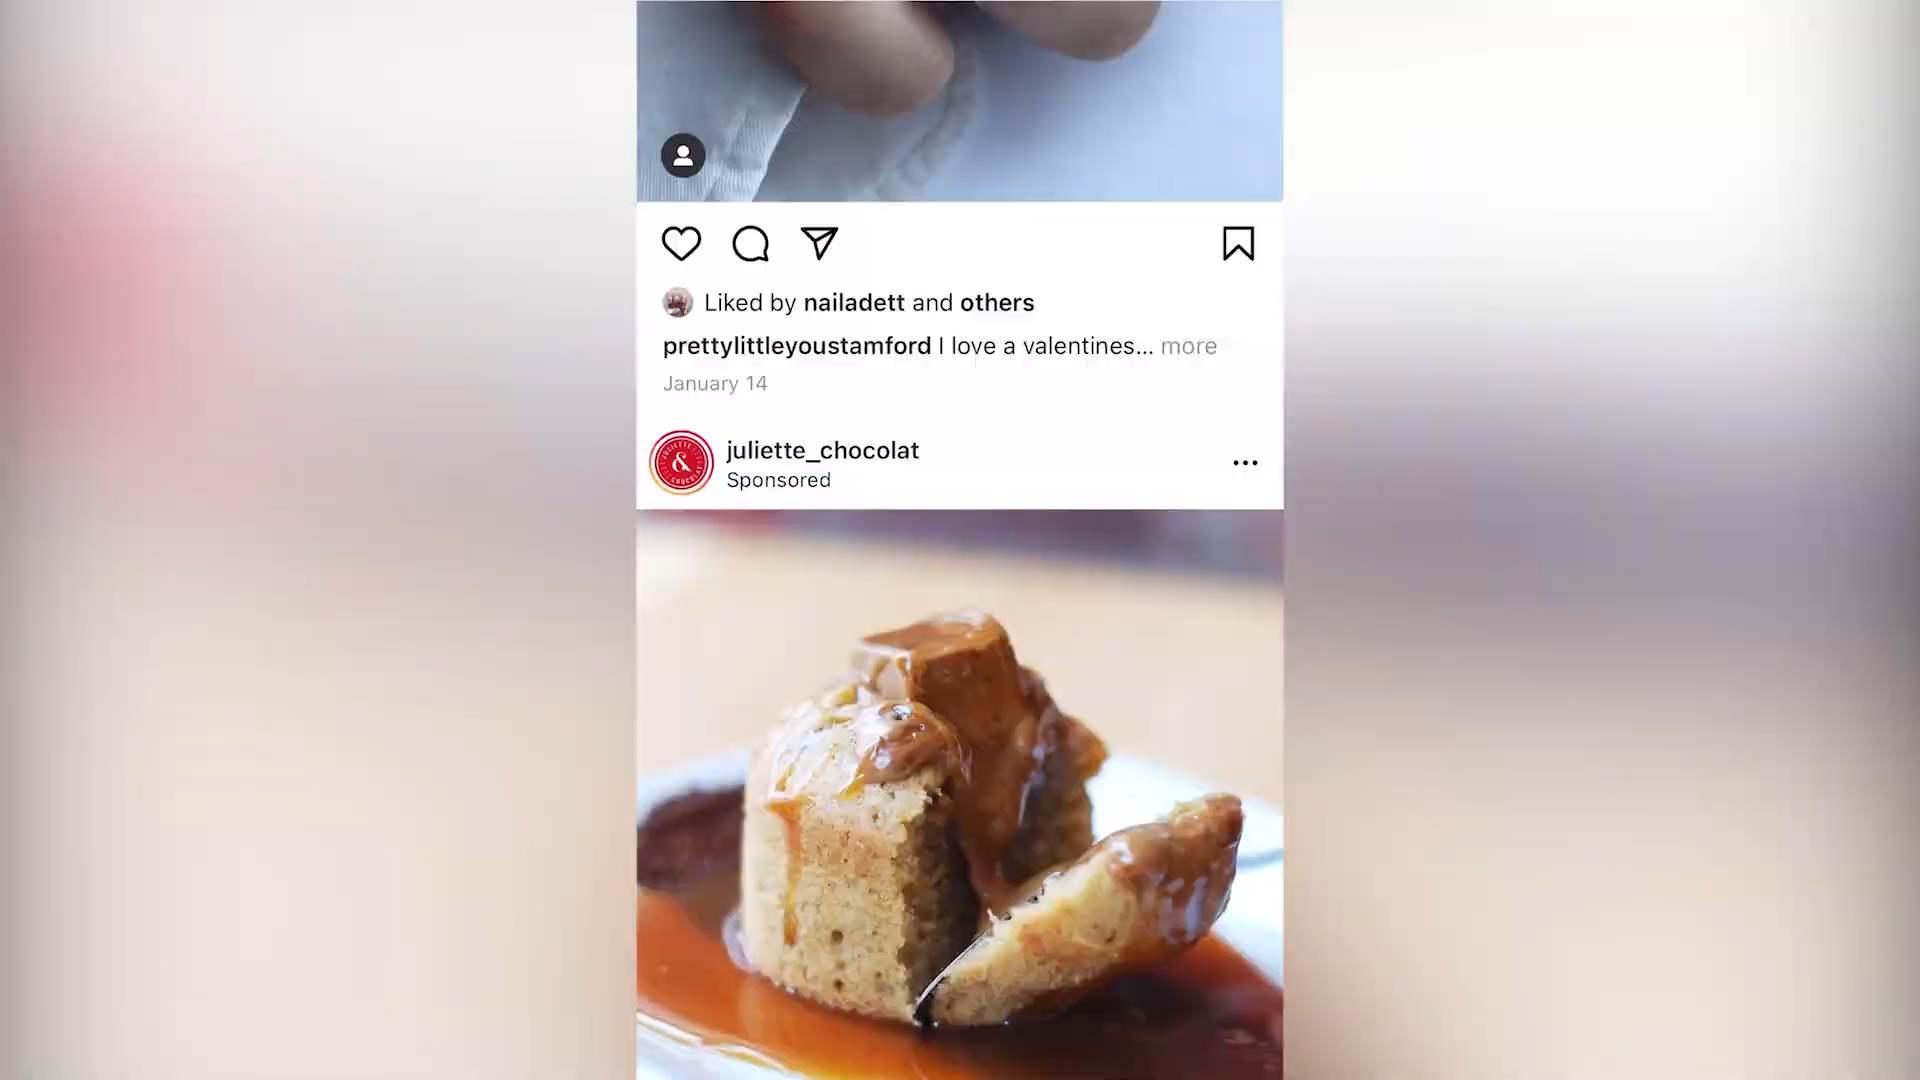 Liked by nailadett and others
prettylittleyoustamford I love a valentines... more
January 14
juliette_chocolat
Sponsored
&